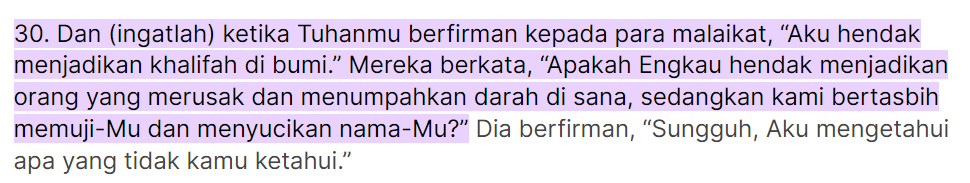 30. Dan (ingatlah) ketika Tuhanmu berfirman kepada para malaikat, “Aku hendak
menjadikan khalifah di bumi.” Mereka berkata, “Apakah Engkau hendak menjadikan
orang yang merusak dan menumpahkan darah di sana, sedangkan kami bertasbih
memuji-Mu dan menyucikan nama-Mu?” Dia berfirman, “Sungguh, Aku mengetahui
apa yang tidak kamu ketahui.”